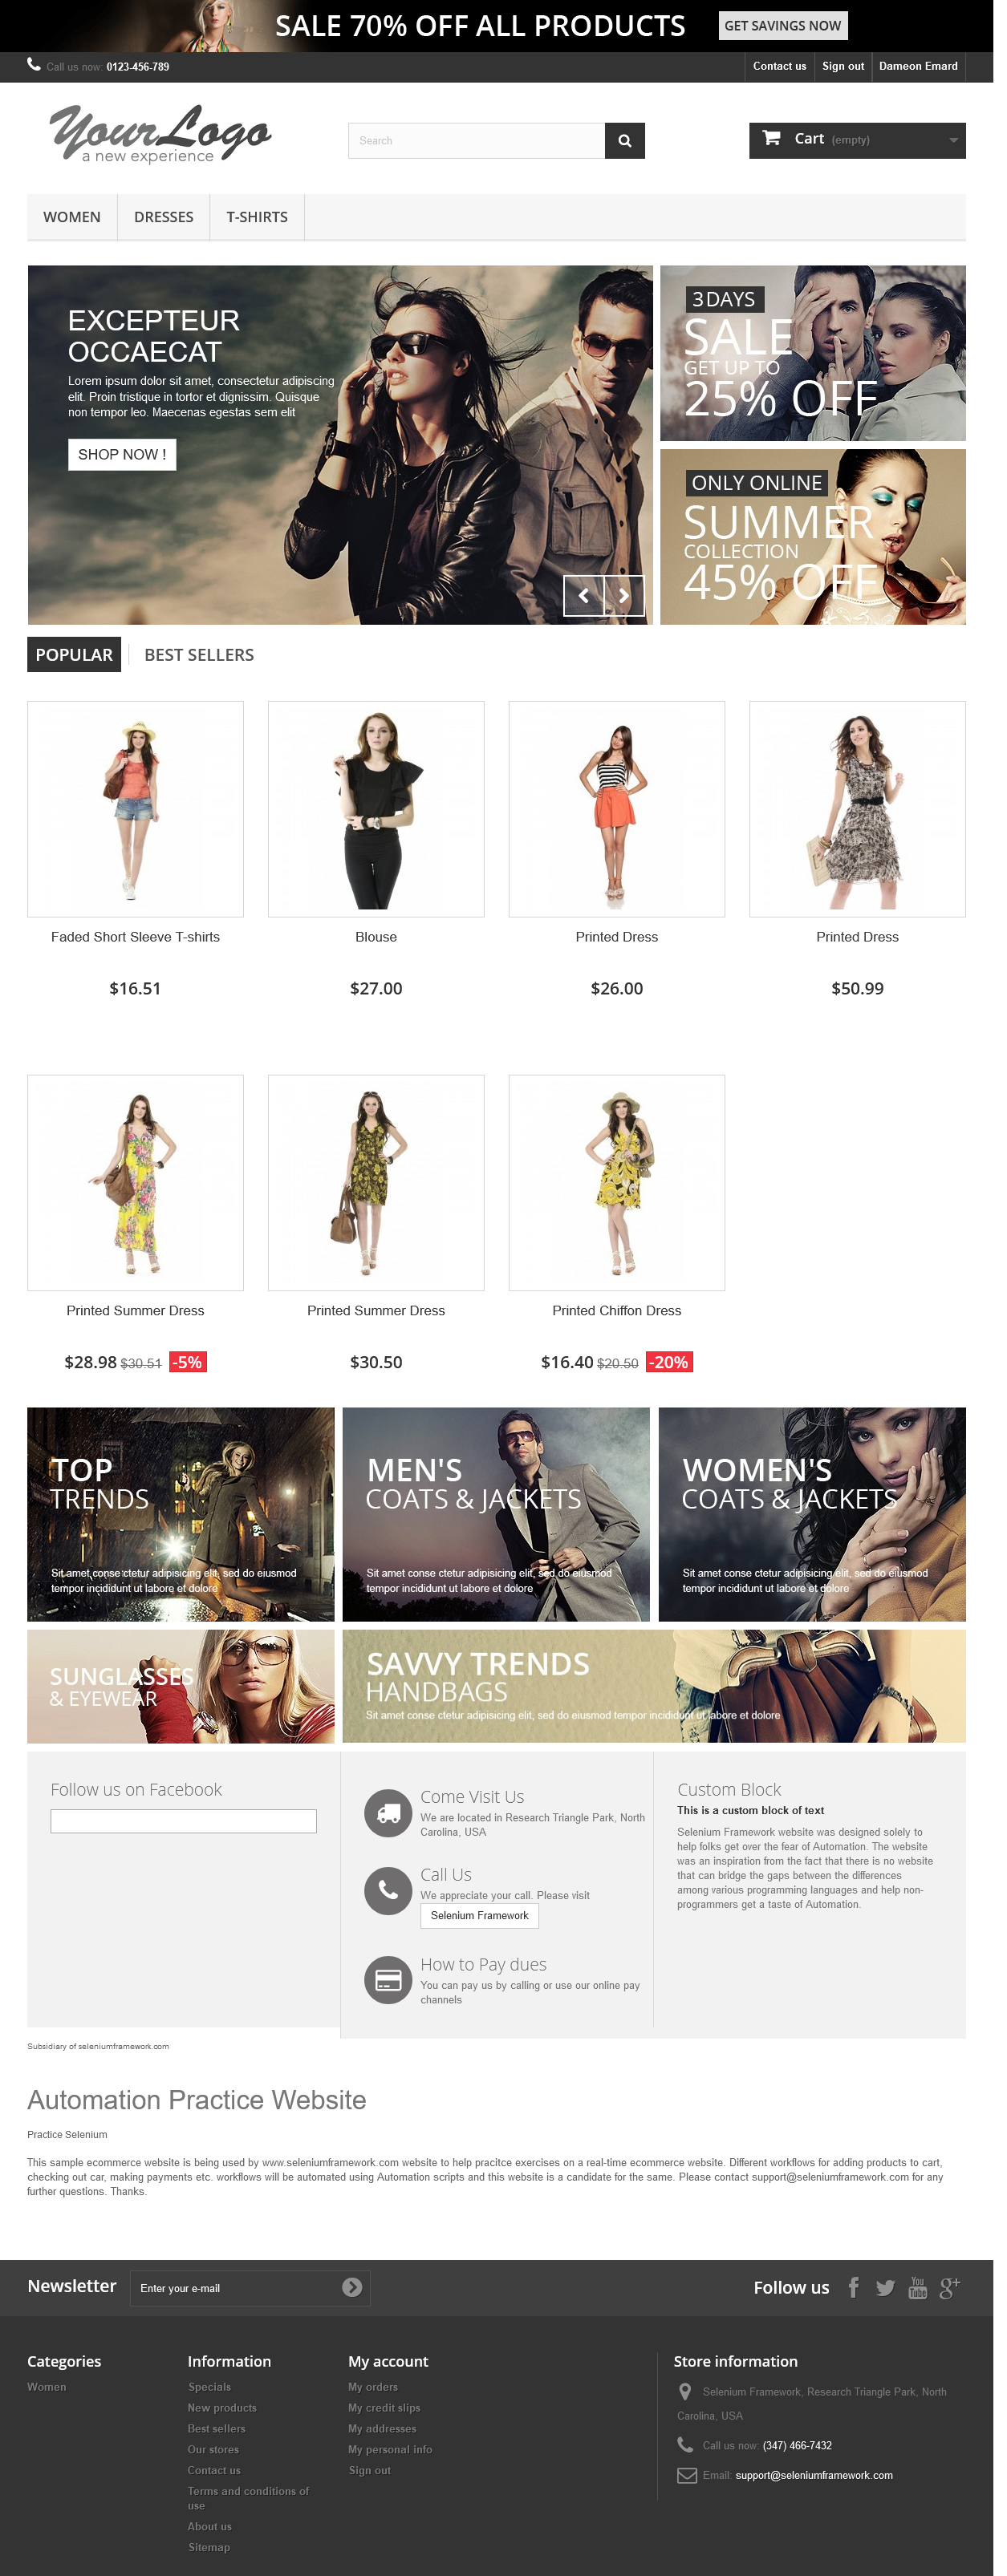 SALE 70% OFF ALL PRODUCTS
GET SAVINGS NOW
Call us now: 0123-456-789
Contact us
Sign out
Dameon Emard
YourLogo
a new experience
Search
Cart (empty)
WOMEN
DRESSES
T-SHIRTS
EXCEPTEUR
OCCAECAT
Lorem ipsum dolor sit amet, consectetur adipiscing
elit. Proin tristique in tortor et dignissim. Quisque
non tempor leo. Maecenas egestas sem elit
SHOP NOW !
3 DAYS
SALE
GET UP TO
25% OFF
ONLY ONLINE
SUMMER
COLLECTION
45% OFF
POPULAR
BEST SELLERS
Faded Short Sleeve T-shirts
$16.51
Blouse
$27.00
Printed Dress
$26.00
Printed Dress
$50.99
Printed Summer Dress
$28.98 $30.51 -5%
Printed Summer Dress
$30.50
Printed Chiffon Dress
$16.40 $20.50 -20%
TOP
TRENDS
Sit amet conse ctetur adipisicing elit, sed do eiusmod
tempor incididunt ut labore et dolore
MEN'S
COATS & JACKETS
Sit amet conse ctetur adipisicing elit, sed do eiusmod
tempor incididunt ut labore et dolore
WOMEN'S
COATS & JACKETS
Sit amet conse ctetur adipisicing elit, sed do eiusmod
tempor incididunt ut labore et dolore
SUNGLASSES
& EYEWEAR
SAVVY TRENDS
HANDBAGS
Sit amet conse ctetur adipisicing elit, sed do eiusmod tempor incididunt ut labore et dolore
Follow us on Facebook
Come Visit Us
We are located in Research Triangle Park, North
Carolina, USA
Call Us
We appreciate your call. Please visit
Selenium Framework
How to Pay dues
You can pay us by calling or use our online pay
channels
Custom Block
This is a custom block of text
Selenium Framework website was designed solely to
help folks get over the fear of Automation. The website
was an inspiration from the fact that there is no website
that can bridge the gaps between the differences
among various programming languages and help non-
programmers get a taste of Automation.
Subsidiary of seleniumframework.com
Automation Practice Website
Practice Selenium
This sample ecommerce website is being used by www.seleniumframework.com website to help pracitce exercises on a real-time ecommerce website. Different workflows for adding products to cart,
checking out car, making payments etc. workflows will be automated using Automation scripts and this website is a candidate for the same. Please contact support@seleniumframework.com for any
further questions. Thanks.
Newsletter
Enter your e-mail
Follow us
You
Tube
Categories
Women
Information
Specials
New products
Best sellers
Our stores
Contact us
Terms and conditions of
use
About us
Sitemap
My account
My orders
My credit slips
My addresses
My personal info
Sign out
Store information
Selenium Framework, Research Triangle Park, North
Carolina, USA
Call us now: (347) 466-7432
Email: support@seleniumframework.com